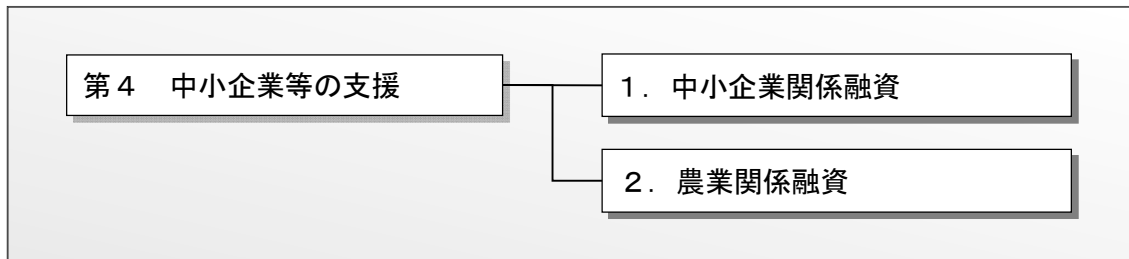 第４　中小企業等の支援
１．中小企業関係融資
２．農業関係融資